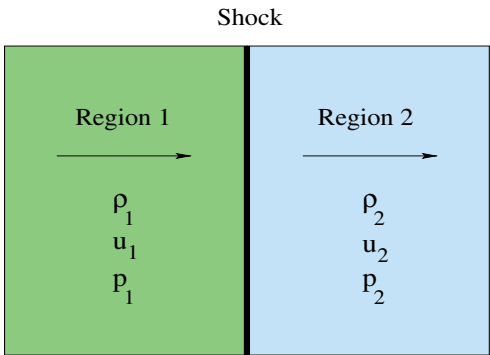 Shock
Region 1
Region 2
ρ₁
u₁
p₁
ρ₂
u₂
p₂